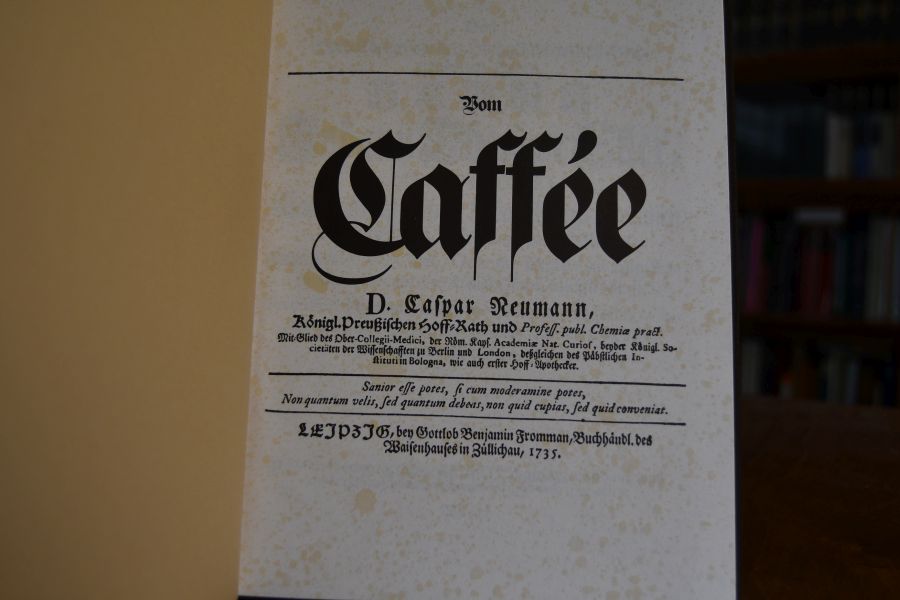 Vom
Caffée
D. Caſpar Neumann,
Königl. Preußiſchen Hoff-Rath und Profeſſ. publ. Chemiæ pract.
Mit-Glied des Ober-Collegii-Medici, der Röm. Kayſ. Academiæ Nat. Curioſ, beyder Königl. So-
cietäten der Wiſſenſchafften zu Berlin und London, deßgleichen des Päbſtlichen In-
ſtituti in Bologna, wie auch erſter Hoff-Apothecker.
Sanior eſſe potes, ſi cum moderamine potes,
Non quantum velis, ſed quantum debeas, non quid cupias, ſed quid conveniat.
LEIPZIG, bey Gottlob Benjamin Fromman, Buchhändl. des
Waiſenhauſes in Züllichau, 1735.